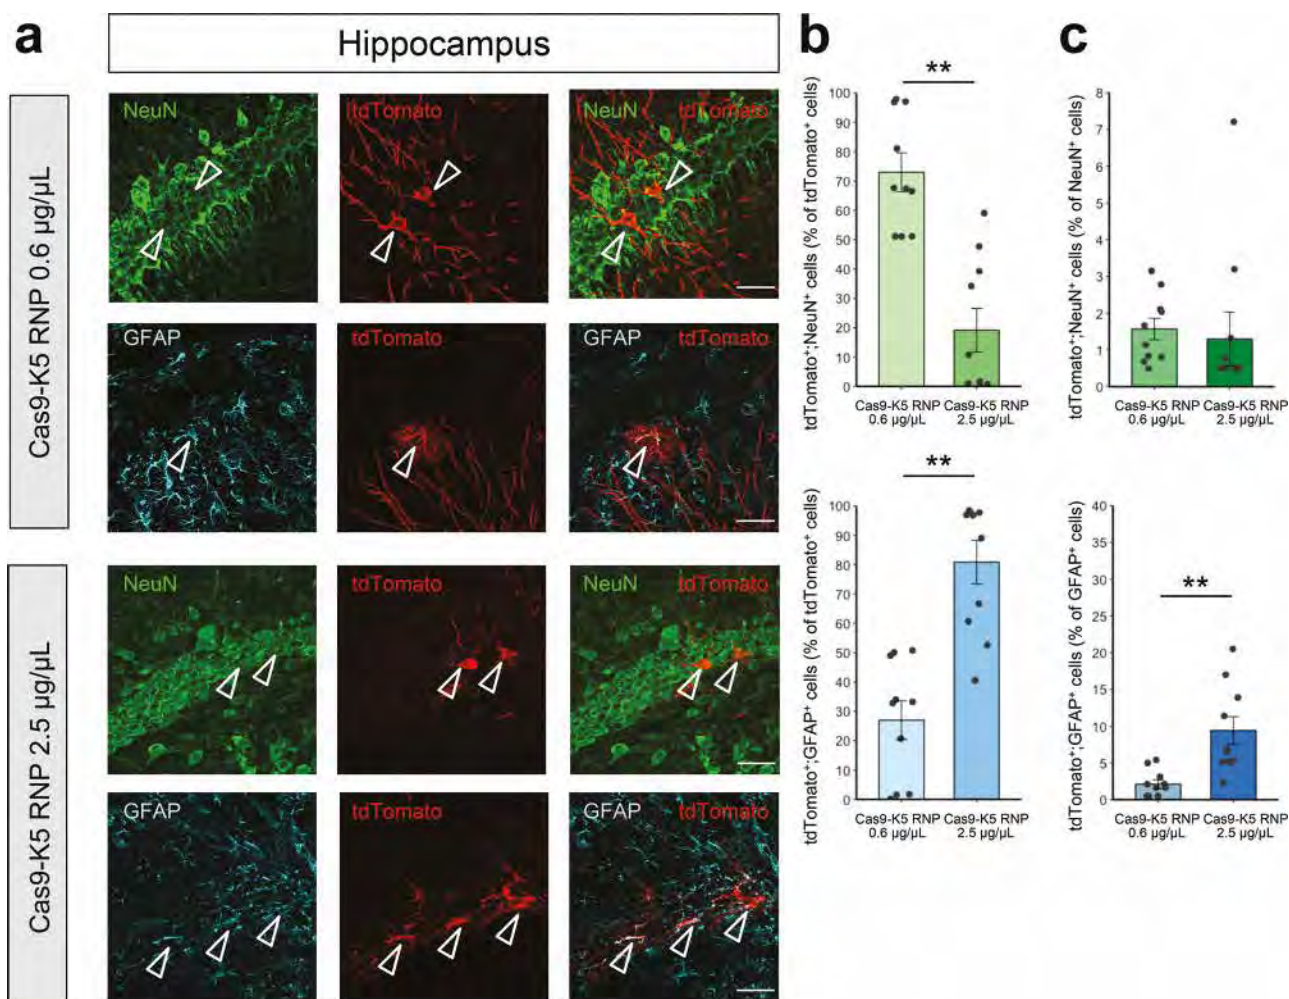 a
Hippocampus
Cas9-K5 RNP 0.6 µg/µL
NeuN
tdTomato
NeuN tdTomato
GFAP
tdTomato
GFAP tdTomato
Cas9-K5 RNP 2.5 µg/µL
NeuN
tdTomato
NeuN tdTomato
GFAP
tdTomato
GFAP tdTomato
b
**
tdTomato⁺;NeuN⁺ cells (% of tdTomato⁺ cells)
100
90
80
70
60
50
40
30
20
10
0
Cas9-K5 RNP Cas9-K5 RNP
0.6 µg/µL 2.5 µg/µL
**
tdTomato⁺;GFAP⁺ cells (% of tdTomato⁺ cells)
100
90
80
70
60
50
40
30
20
10
0
Cas9-K5 RNP Cas9-K5 RNP
0.6 µg/µL 2.5 µg/µL
c
tdTomato⁺;NeuN⁺ cells (% of NeuN⁺ cells)
8
7
6
5
4
3
2
1
0
Cas9-K5 RNP Cas9-K5 RNP
0.6 µg/µL 2.5 µg/µL
**
tdTomato⁺;GFAP⁺ cells (% of GFAP⁺ cells)
40
35
30
25
20
15
10
5
0
Cas9-K5 RNP Cas9-K5 RNP
0.6 µg/µL 2.5 µg/µL